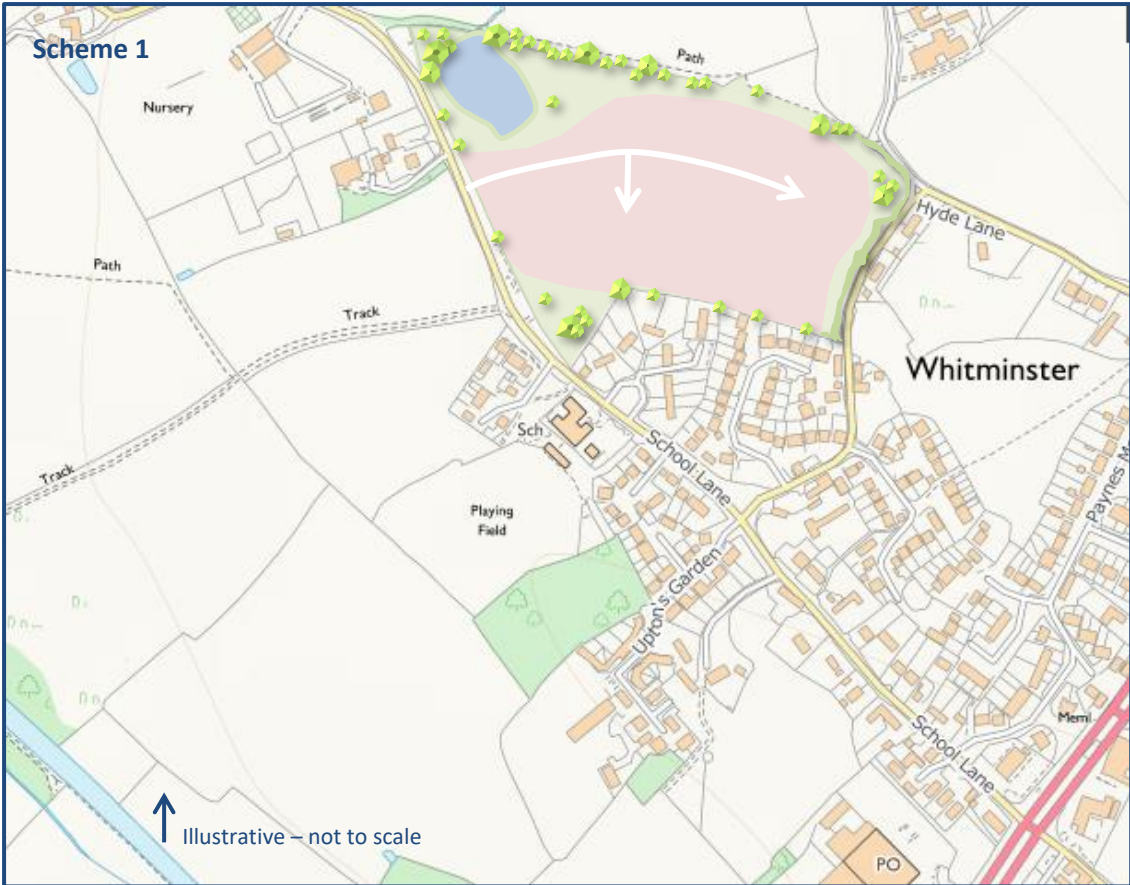 Scheme 1
Path
Nursery
Hyde Lane
Path
Track
Whitminster
Sch
School Lane
Track
Playing
Field
Paynes
Upton's Garden
Meml
School Lane
Illustrative – not to scale
PO